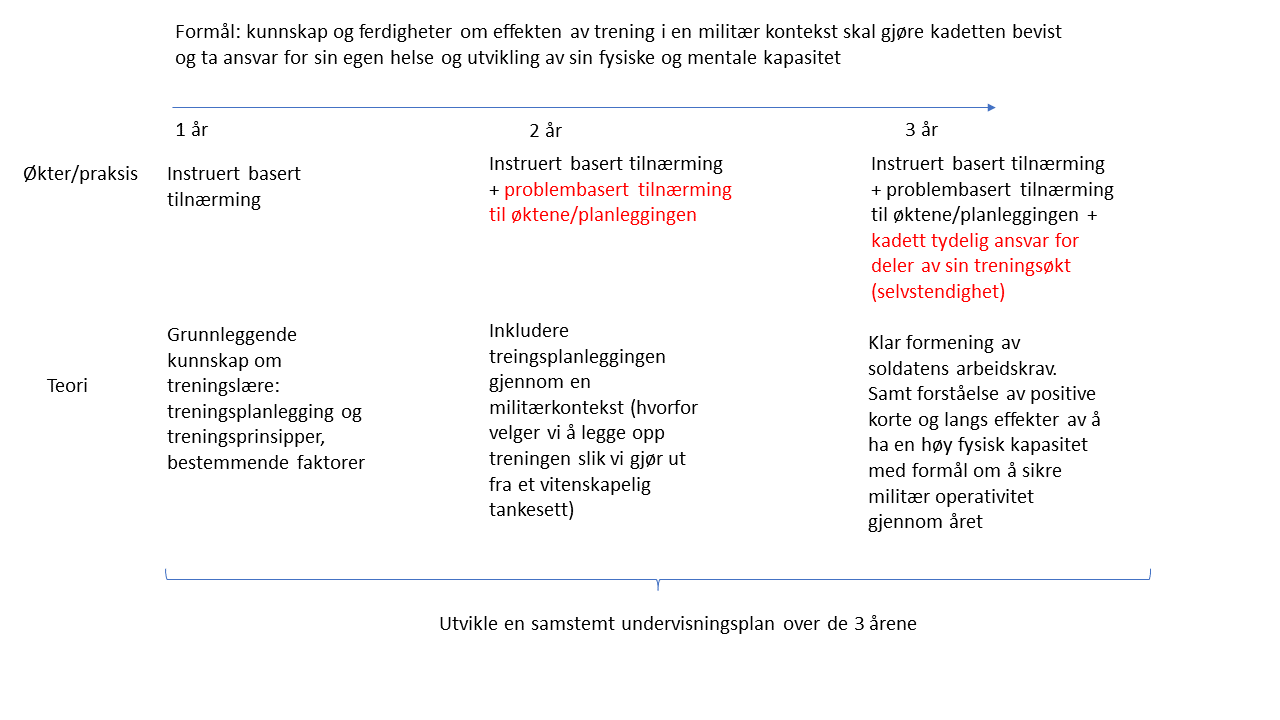 Formål: kunnskap og ferdigheter om effekten av trening i en militær kontekst skal gjøre kadetten bevist
og ta ansvar for sin egen helse og utvikling av sin fysiske og mentale kapasitet
1 år
2 år
3 år
Økter/praksis
Instruert basert
tilnærming
Instruert basert tilnærming
+ problembasert tilnærming
til øktene/planleggingen
Instruert basert tilnærming
+ problembasert tilnærming
til øktene/planleggingen +
kadett tydelig ansvar for
deler av sin treningsøkt
(selvstendighet)
Teori
Grunnleggende
kunnskap om
treningslære:
treningsplanlegging og
treningsprinsipper,
bestemmende faktorer
Inkludere
treingsplanleggingen
gjennom en
militærkontekst (hvorfor
velger vi å legge opp
treningen slik vi gjør ut
fra et vitenskapelig
tankesett)
Klar formening av
soldatens arbeidskrav.
Samt forståelse av positive
korte og langs effekter av å
ha en høy fysisk kapasitet
med formål om å sikre
militær operativitet
gjennom året
Utvikle en samstemt undervisningsplan over de 3 årene